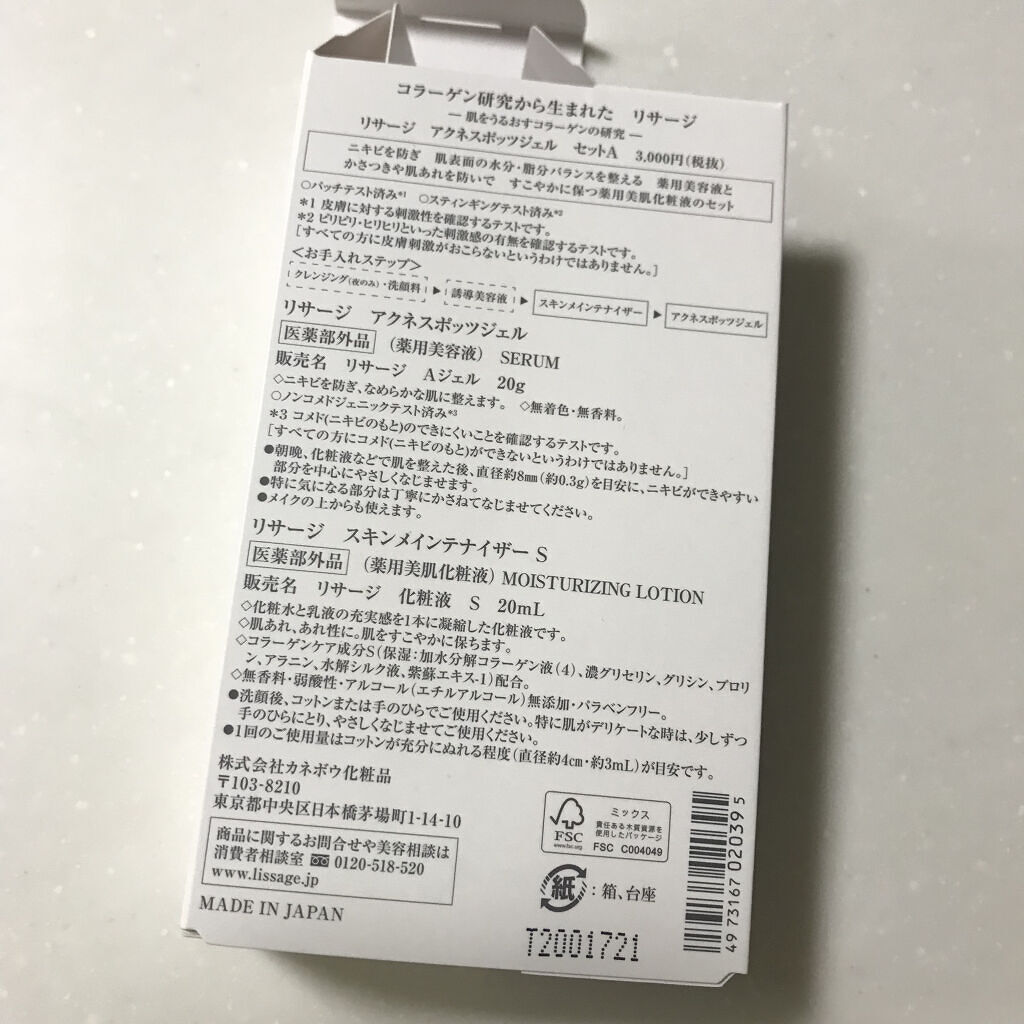 コラーゲン研究から生まれた リサージ
― 肌をうるおすコラーゲンの研究 ―
リサージ アクネスポッツジェル セットA 3,000円(税抜)
ニキビを防ぎ 肌表面の水分・脂分バランスを整える 薬用美容液と
かさつきや肌あれを防いで すこやかに保つ薬用美肌化粧液のセット
○パッチテスト済み*1 ○スティンギングテスト済み*2
*1 皮膚に対する刺激性を確認するテストです。
*2 ピリピリ・ヒリヒリといった刺激感の有無を確認するテストです。
[すべての方に皮膚刺激がおこらないというわけではありません。]
<お手入れステップ>
クレンジング(夜のみ)・洗顔料 ▶ 誘導美容液 ▶ スキンメインテナイザー ▶ アクネスポッツジェル
リサージ アクネスポッツジェル
医薬部外品 (薬用美容液) SERUM
販売名 リサージ Aジェル 20g
◇ニキビを防ぎ、なめらかな肌に整えます。 ◇無着色・無香料。
○ノンコメドジェニックテスト済み*3
*3 コメド(ニキビのもと)のできにくいことを確認するテストです。
[すべての方にコメド(ニキビのもと)ができないというわけではありません。]
●朝晩、化粧液などで肌を整えた後、直径約8㎜(約0.3g)を目安に、ニキビができやすい
部分を中心にやさしくなじませます。
●特に気になる部分は丁寧にかさねてなじませてください。
●メイクの上からも使えます。
リサージ スキンメインテナイザー S
医薬部外品 (薬用美肌化粧液) MOISTURIZING LOTION
販売名 リサージ 化粧液 S 20mL
◇化粧水と乳液の充実感を1本に凝縮した化粧液です。
◇肌あれ、あれ性に。肌をすこやかに保ちます。
◇コラーゲンケア成分S(保湿:加水分解コラーゲン液(4)、濃グリセリン、グリシン、プロリ
ン、アラニン、水解シルク液、紫蘇エキス-1)配合。
◇無香料・弱酸性・アルコール(エチルアルコール)無添加・パラベンフリー。
●洗顔後、コットンまたは手のひらでご使用ください。特に肌がデリケートな時は、少しずつ
手のひらにとり、やさしくなじませてご使用ください。
●1回のご使用量はコットンが充分にぬれる程度(直径約4㎝・約3mL)が目安です。
株式会社カネボウ化粧品
〒103-8210
東京都中央区日本橋茅場町1-14-10
商品に関するお問合せや美容相談は
消費者相談室 0120-518-520
www.lissage.jp
MADE IN JAPAN
FSC
www.fsc.org
ミックス
責任ある木質資源を
使用したパッケージ
FSC C004049
紙:箱、台座
T2001721
4973167020395